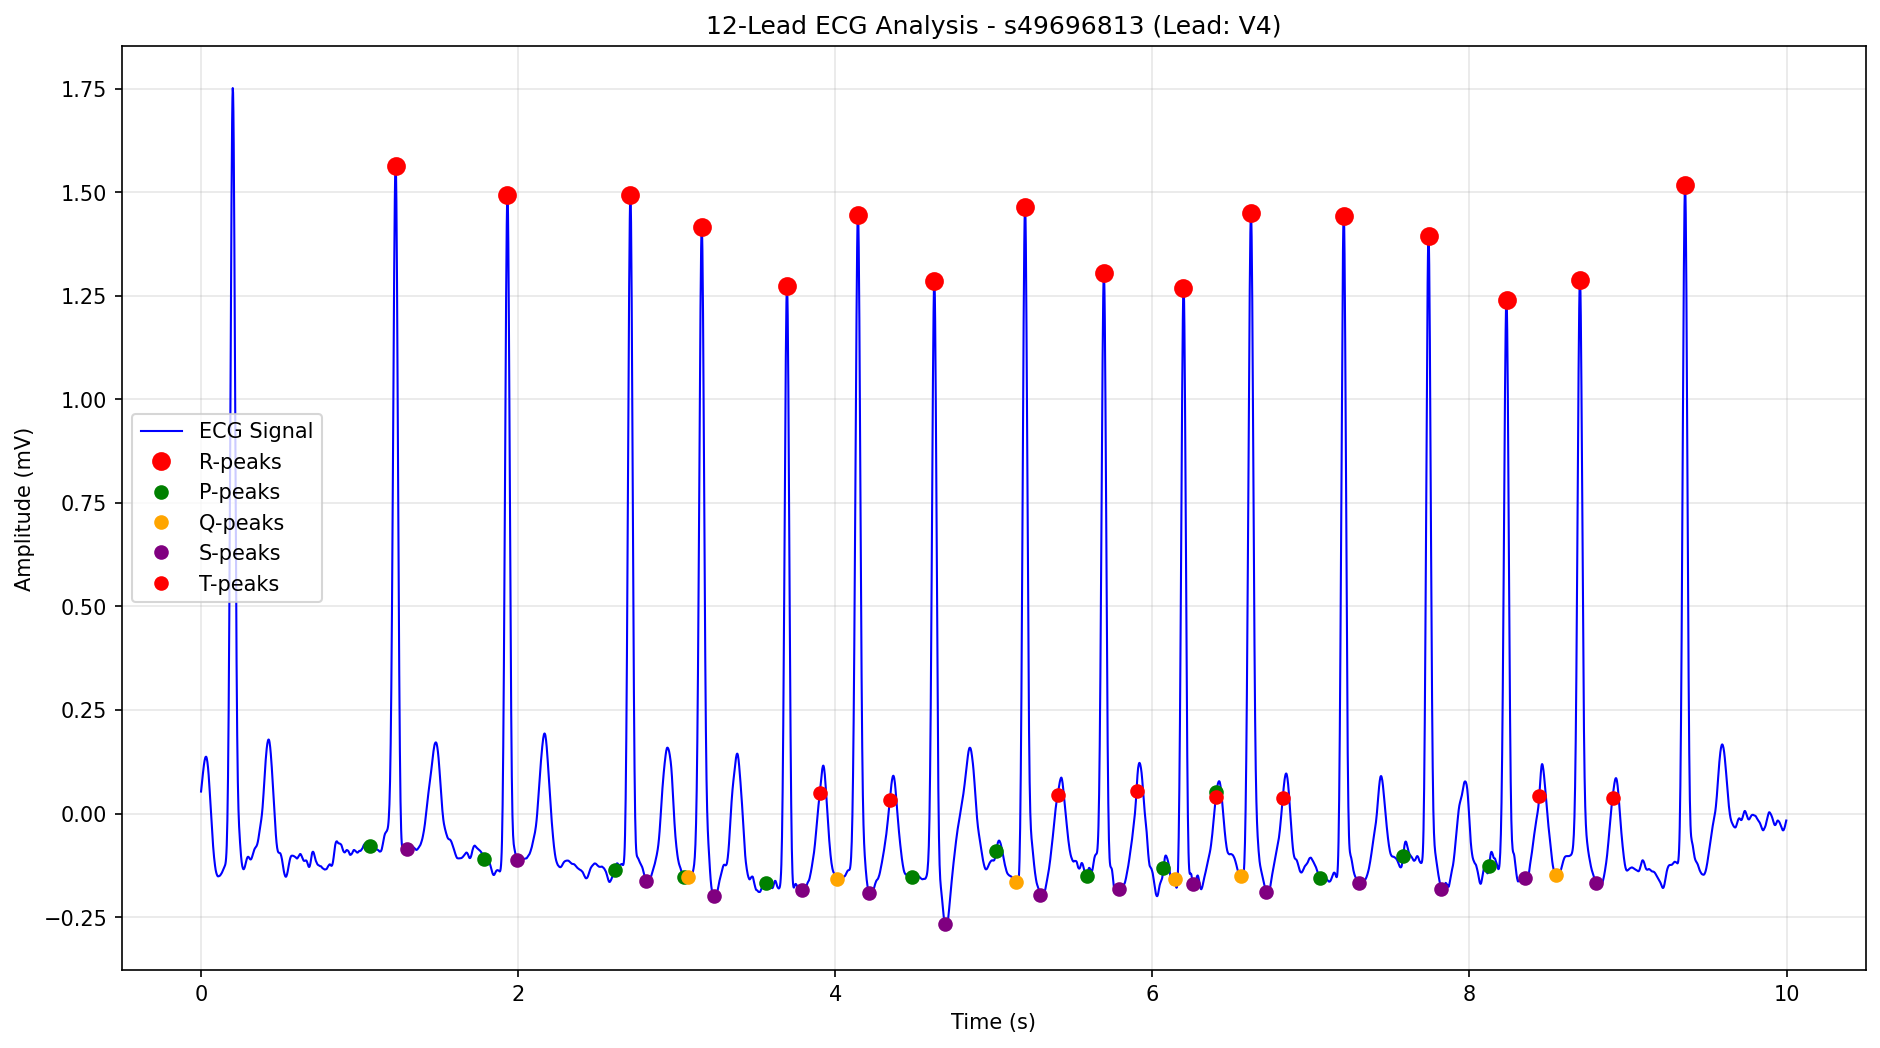 12-Lead ECG Analysis - s49696813 (Lead: V4)
Amplitude (mV)
1.75
1.50
1.25
1.00
0.75
0.50
0.25
0.00
−0.25
ECG Signal
R-peaks
P-peaks
Q-peaks
S-peaks
T-peaks
0 2 4 6 8 10
Time (s)